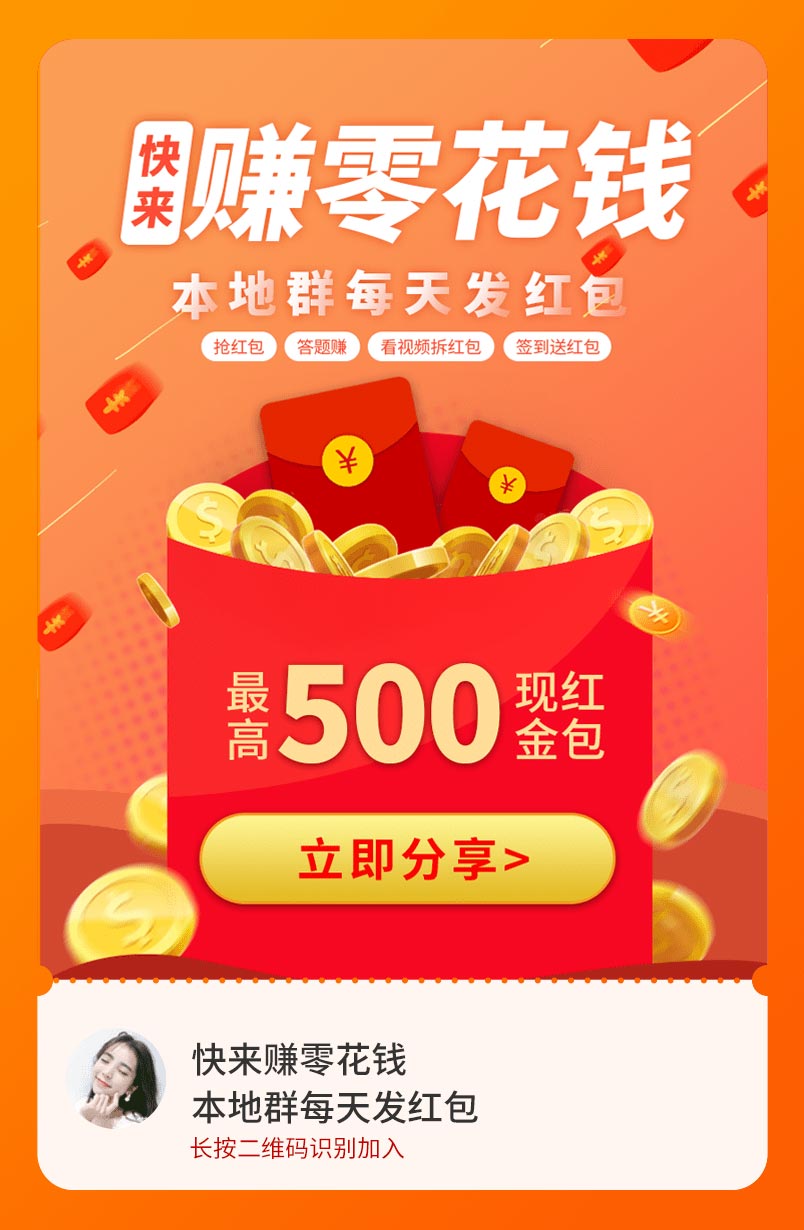 快来
赚零花钱
本地群每天发红包
抢红包 答题赚 看视频拆红包 签到送红包
最高500现金红包
立即分享>
快来赚零花钱
本地群每天发红包
长按二维码识别加入